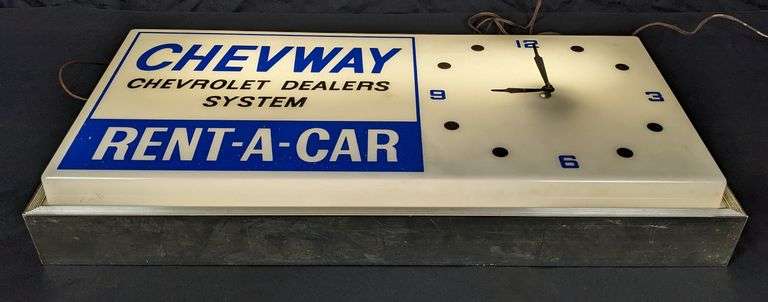 CHEVWAY
CHEVROLET DEALERS
SYSTEM
RENT-A-CAR
12
9 3
6